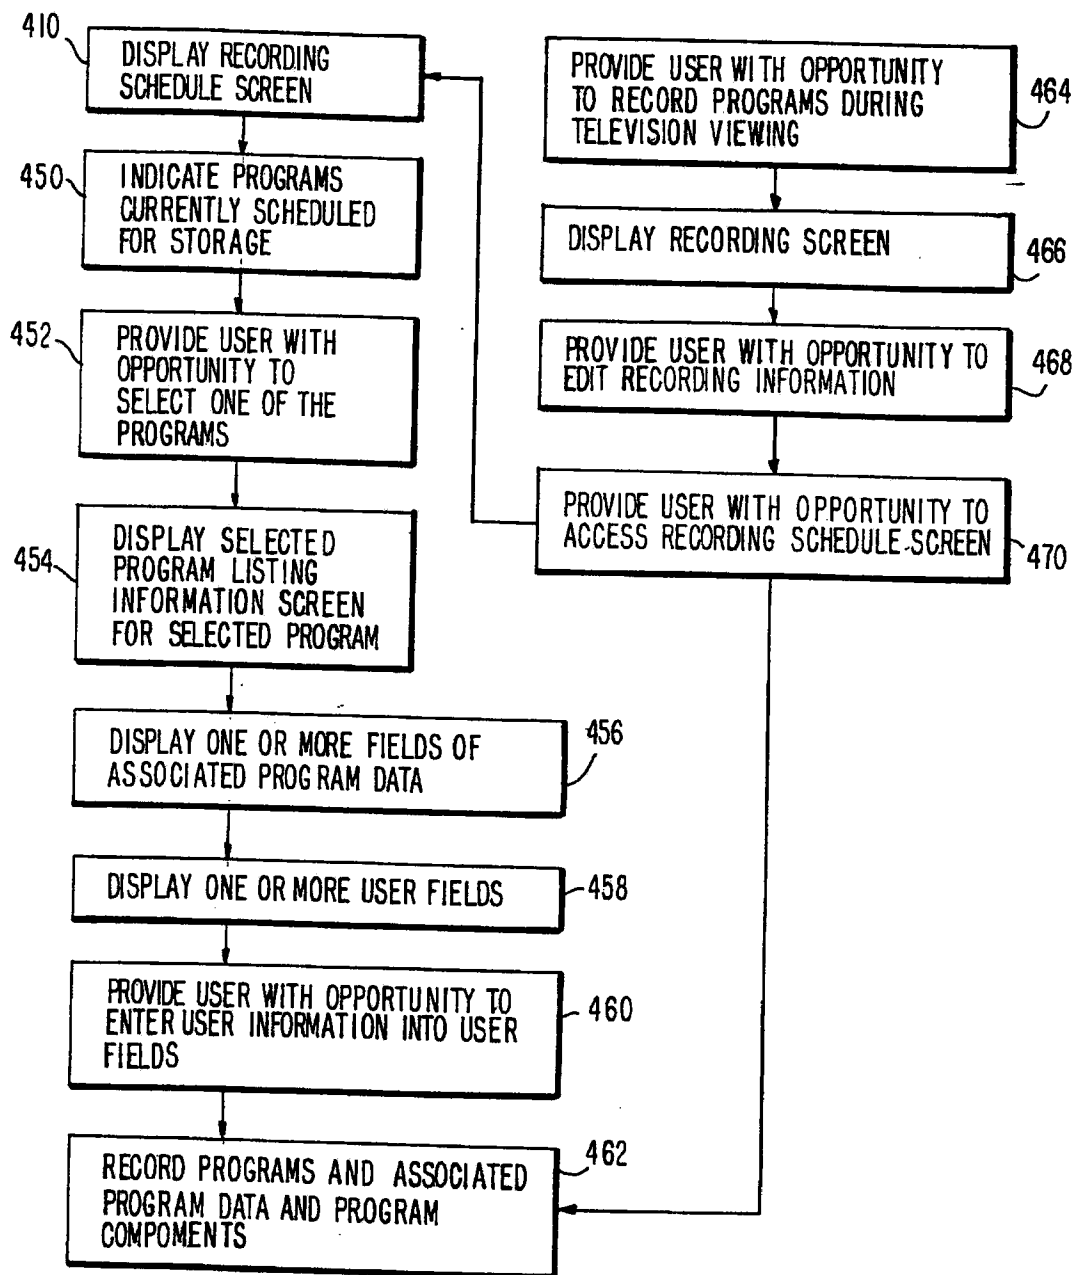 410
DISPLAY RECORDING
SCHEDULE SCREEN
450
INDICATE PROGRAMS
CURRENTLY SCHEDULED
FOR STORAGE
452
PROVIDE USER WITH
OPPORTUNITY TO
SELECT ONE OF THE
PROGRAMS
454
DISPLAY SELECTED
PROGRAM LISTING
INFORMATION SCREEN
FOR SELECTED PROGRAM
DISPLAY ONE OR MORE FIELDS OF
ASSOCIATED PROGRAM DATA
456
DISPLAY ONE OR MORE USER FIELDS
458
PROVIDE USER WITH OPPORTUNITY TO
ENTER USER INFORMATION INTO USER
FIELDS
460
RECORD PROGRAMS AND ASSOCIATED
PROGRAM DATA AND PROGRAM
COMPOMENTS
462
PROVIDE USER WITH OPPORTUNITY
TO RECORD PROGRAMS DURING
TELEVISION VIEWING
464
DISPLAY RECORDING SCREEN
466
PROVIDE USER WITH OPPORTUNITY TO
EDIT RECORDING INFORMATION
468
PROVIDE USER WITH OPPORTUNITY TO
ACCESS RECORDING SCHEDULE SCREEN
470